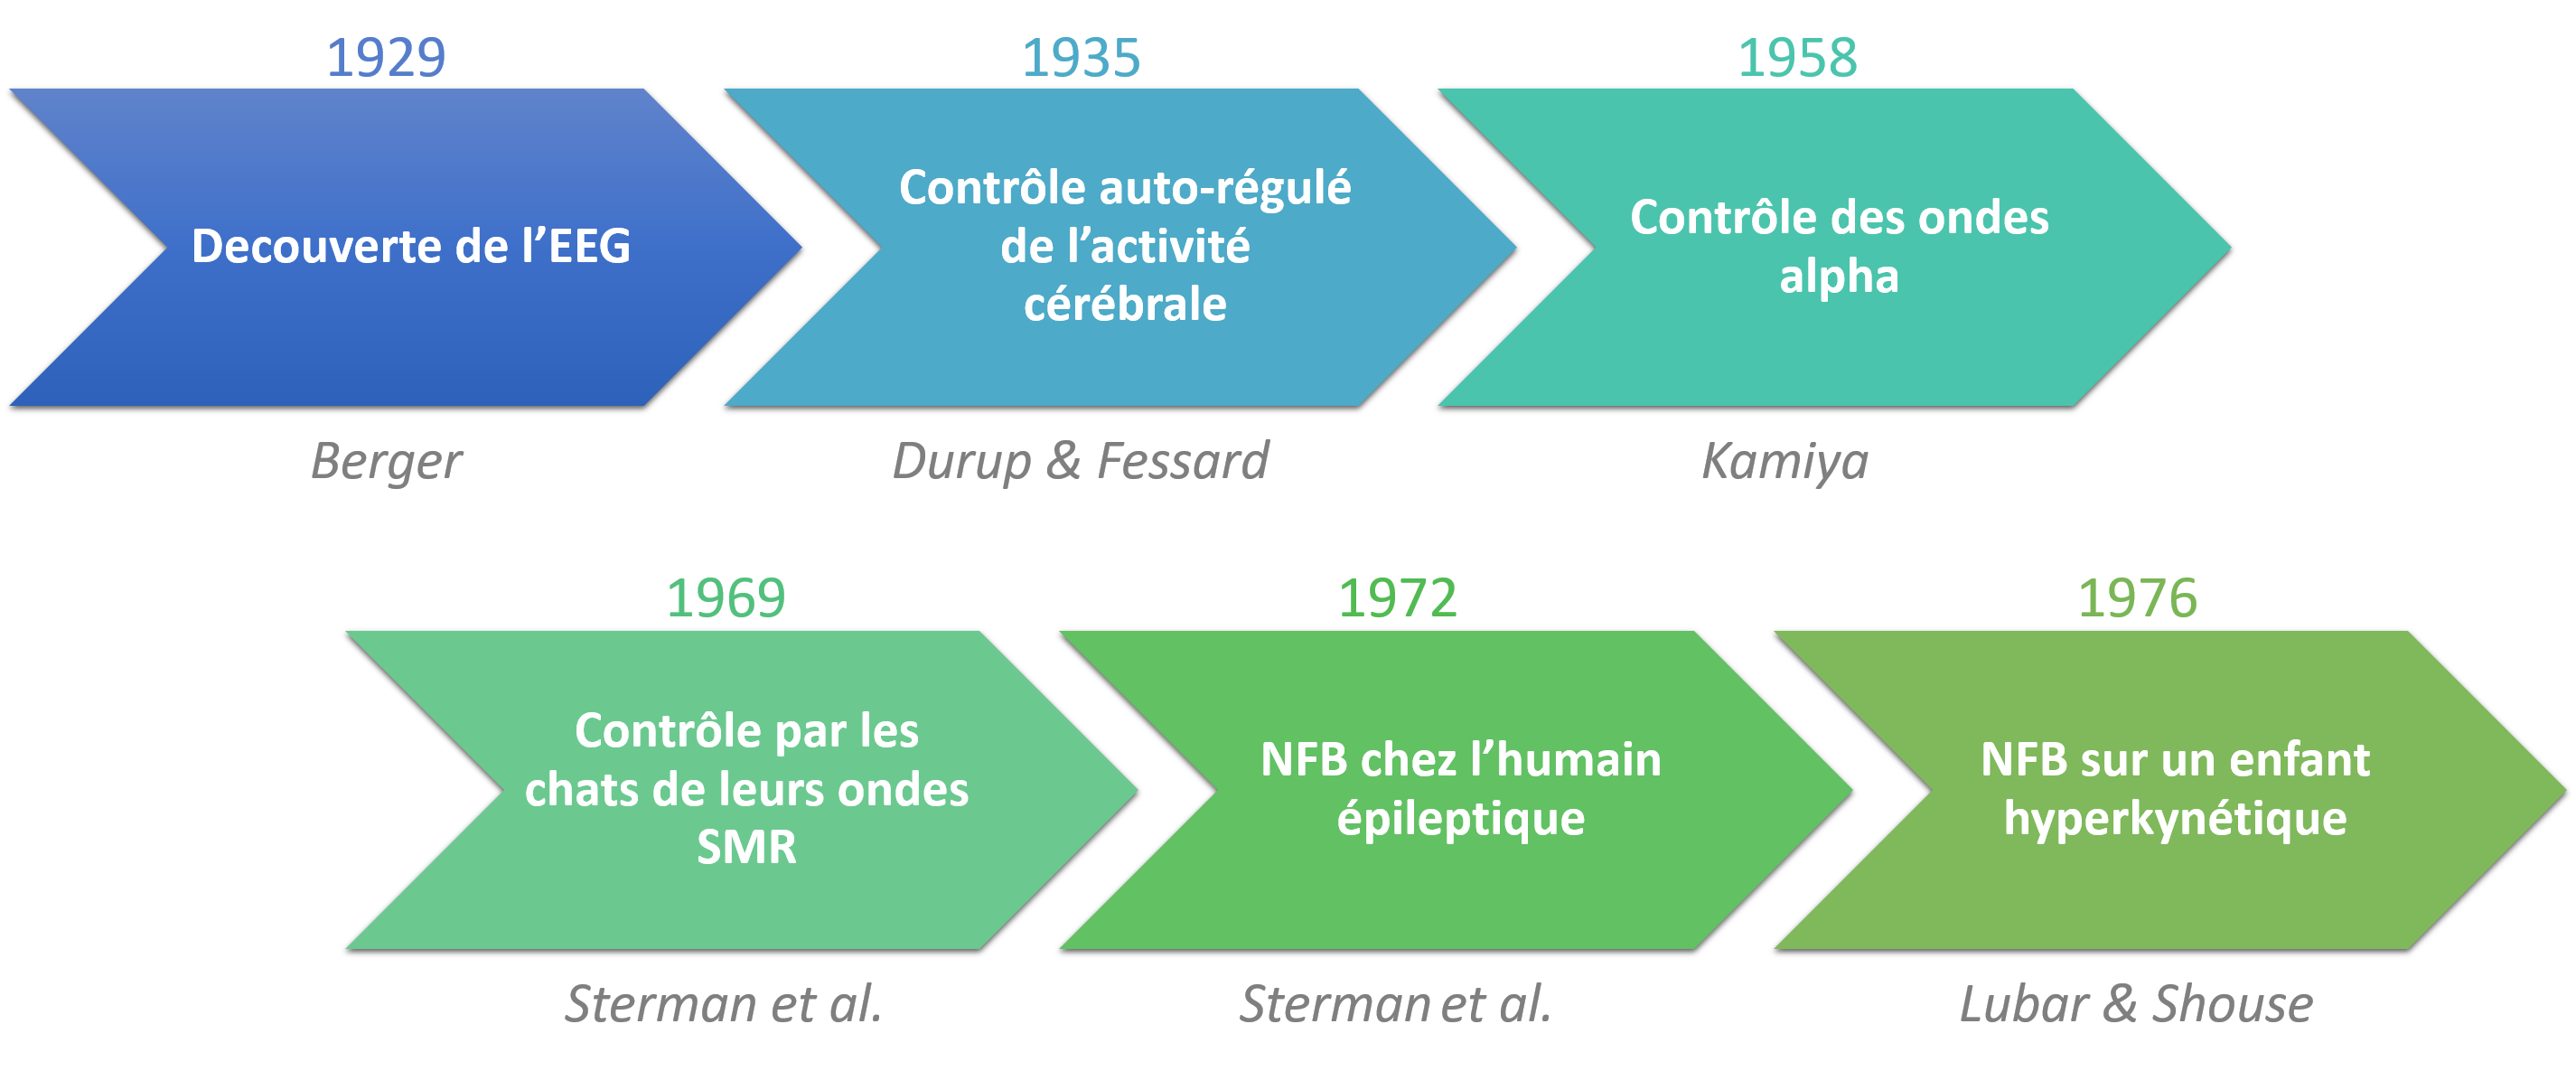 1929
Decouverte de l’EEG
Berger
1935
Contrôle auto-régulé
de l’activité
cérébrale
Durup & Fessard
1958
Contrôle des ondes
alpha
Kamiya
1969
Contrôle par les
chats de leurs ondes
SMR
Sterman et al.
1972
NFB chez l’humain
épileptique
Sterman et al.
1976
NFB sur un enfant
hyperkynétique
Lubar & Shouse